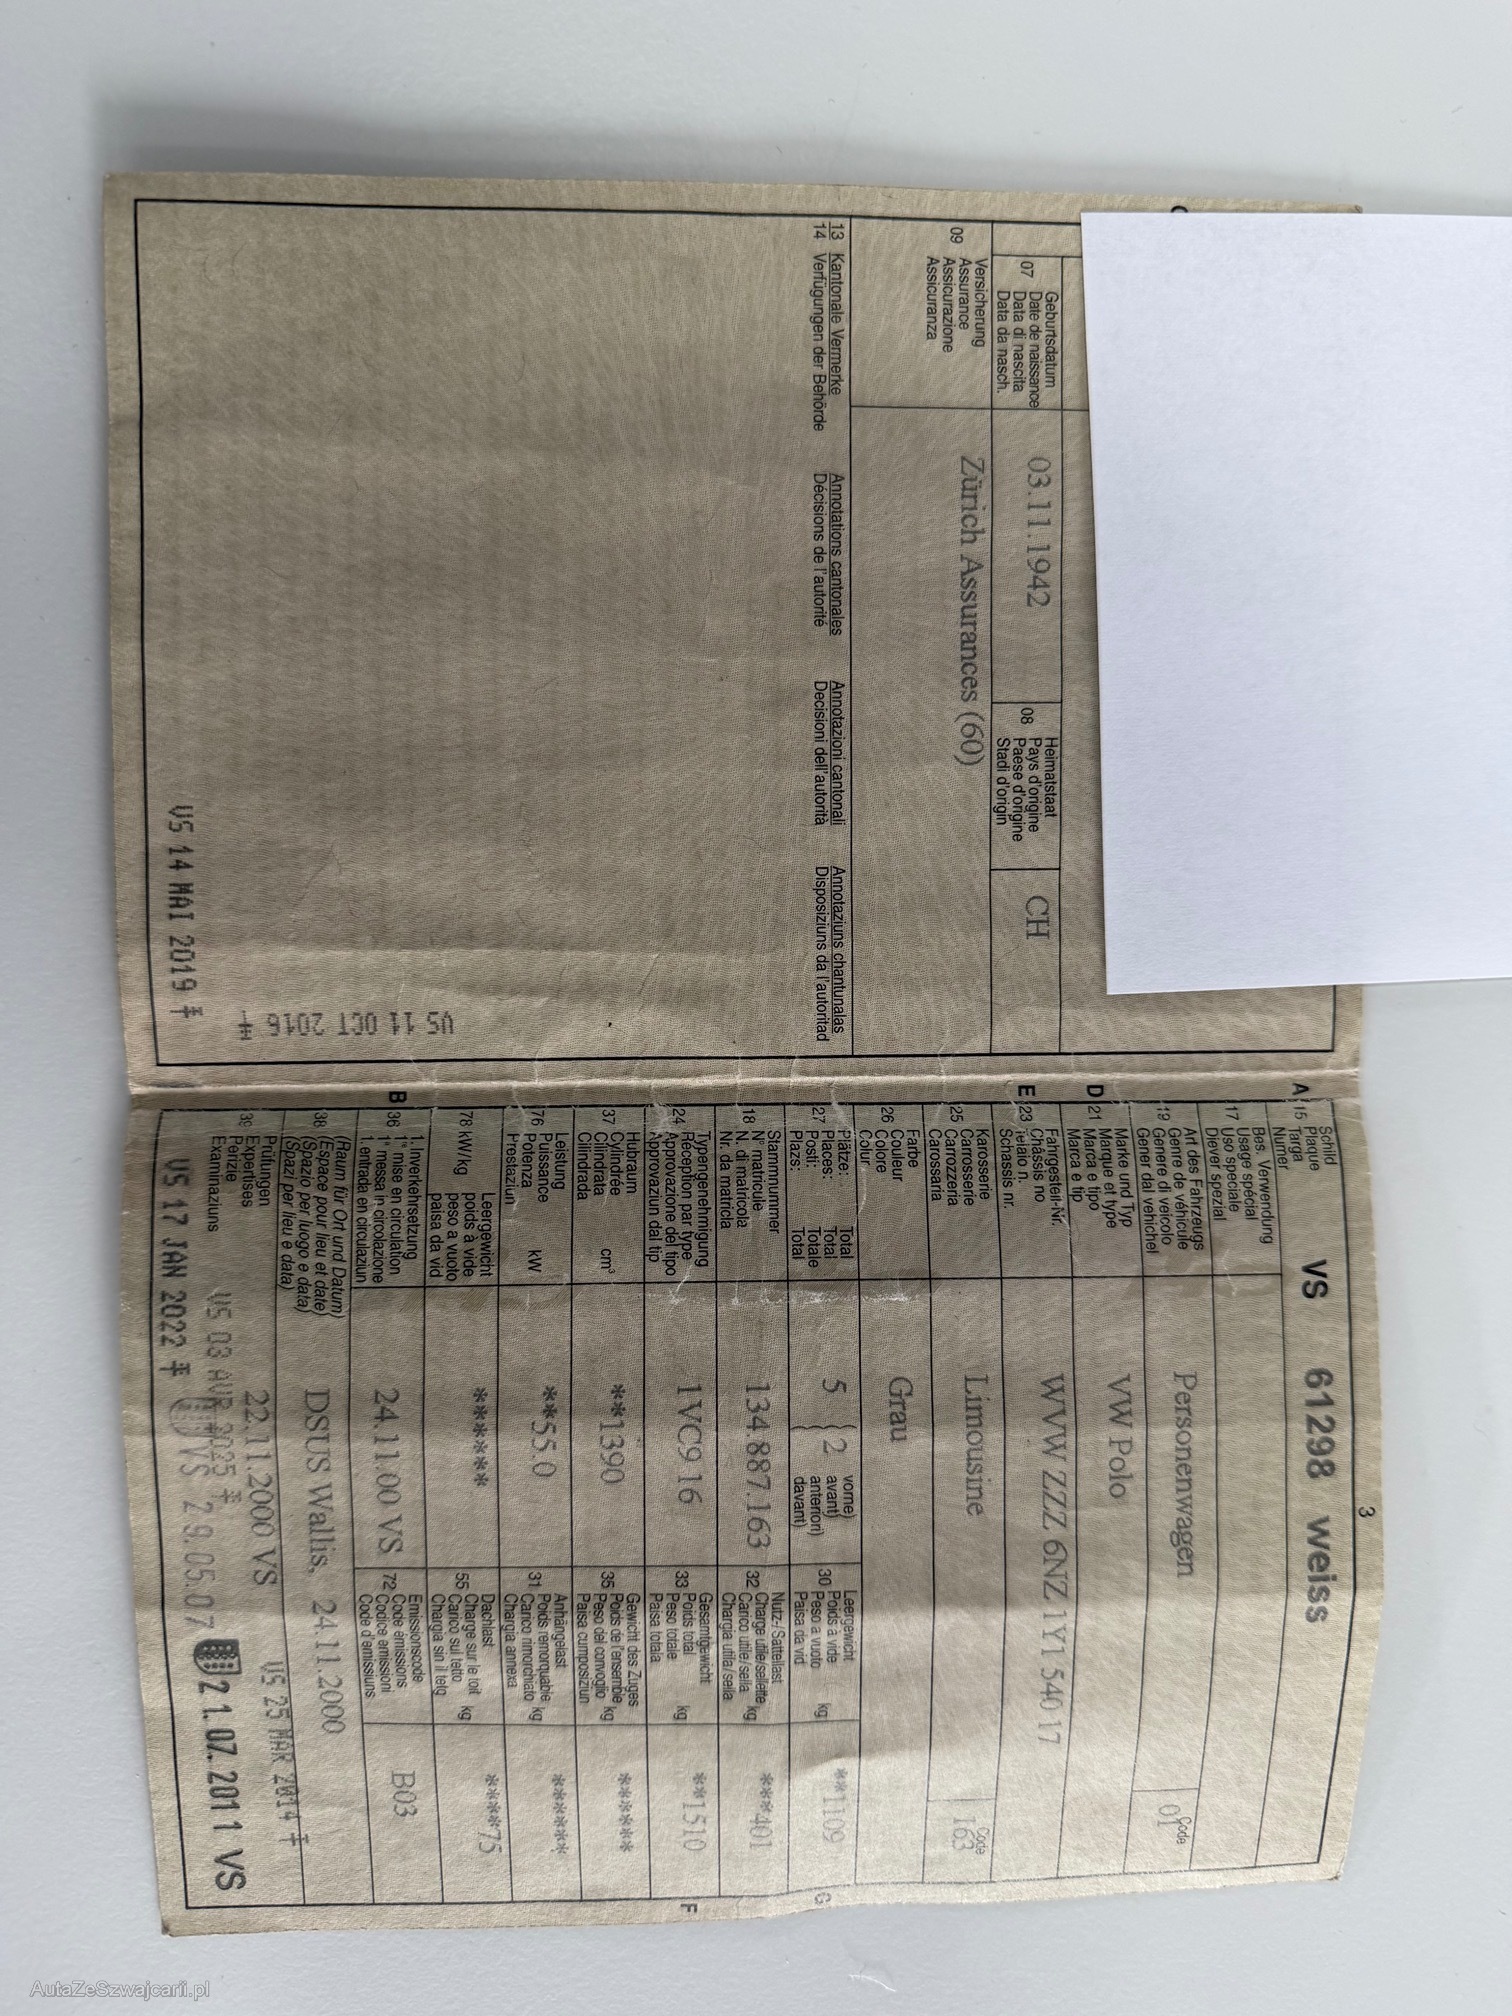 Geburtsdatum
07 Date de naissance
Data di nascita
Data da nasch.
03.11.1942
Heimatstaat
08 Pays d'origine
Paese d'origine
Stadi d'origin
CH
Versicherung
09 Assurance
Assicurazione
Assicuranza
Zürich Assurances (60)
13 Kantonale Vermerke Annotations cantonales Annotazioni cantonali Annotaziuns chantunalas
14 Verfügungen der Behörde Décisions de l'autorité Decisioni dell'autorità Disposiziuns da l'autoritad
VS 11 OCT 2016
VS 14 MAI 2019
3
A
Schild
15 Plaque
Targa
Numer
VS 61298 weiss
Bes. Verwendung
17 Usage spécial
Uso speciale
Diever spezial
Art des Fahrzeugs
19 Genre de véhicule
Genere di veicolo
Gener dal vehichel
Personenwagen
Code
01
D
Marke und Typ
21 Marque et type
Marca e tipo
Marca e tip
VW Polo
E
Fahrgestell-Nr.
23 Châssis no
Telaio n.
Schassis nr.
WVW ZZZ 6NZ 1Y1 540 17
Karosserie
25 Carrosserie
Carrozzeria
Carossaria
Limousine
Code
163
Farbe
26 Couleur
Colore
Colur
Grau
Plätze: Total
27 Places: Total
Posti: Totale
Plazs: Total
5 { 2
vorne)
avant)
anteriori)
davant)
Leergewicht
30 Poids à vide
Peso a vuoto kg
Paisa da vid
**1109
G
Stammnummer
18 N° matricule
N. di matricola
Nr. da matricla
134.887.163
Nutz-/Sattellast
32 Charge utile/sellette
Carico utile/sella kg
Chargia utila/sella
***401
Typengenehmigung
24 Réception par type
Approvazione del tipo
Approvaziun dal tip
1VC9 16
Gesamtgewicht
33 Poids total
Peso totale kg
Paisa totala
**1510
F
Hubraum
37 Cylindrée cm³
Cilindrata
Cilindrada
**1390
Gewicht des Zuges
35 Poids de l'ensemble
Peso del convoglio kg
Paisa cumposiziun
******
Leistung
76 Puissance kW
Potenza
Prestaziun
**55.0
Anhängelast
31 Poids remorquable
Carico rimorchiato kg
Chargia annexa
******
Leergewicht
78 kW/kg poids à vide
peso a vuoto
paisa da vid
******
Dachlast
55 Charge sur le toit
Carico sul tetto kg
Chargia sin il tetg
****75
B
1. Inverkehrsetzung
36 1re mise en circulation
1a messa in circolazione
1. entrada en circulaziun
24.11.00 VS
Emissionscode
72 Code émissions
Codice emissioni
Code d'emissiuns
B03
(Raum für Ort und Datum)
38 (Espace pour lieu et date)
(Spazio per luogo e data)
(Spazi per lieu e data)
DSUS Wallis, 24.11.2000
Prüfungen
39 Expertises
Perizie
Examinaziuns
22.11.2000 VS
VS 25 MAR 2014
VS 03 AVR 2025
VS 29.05.07
21.07.2011 VS
VS 17 JAN 2022
AutaZeSzwajcarii.pl